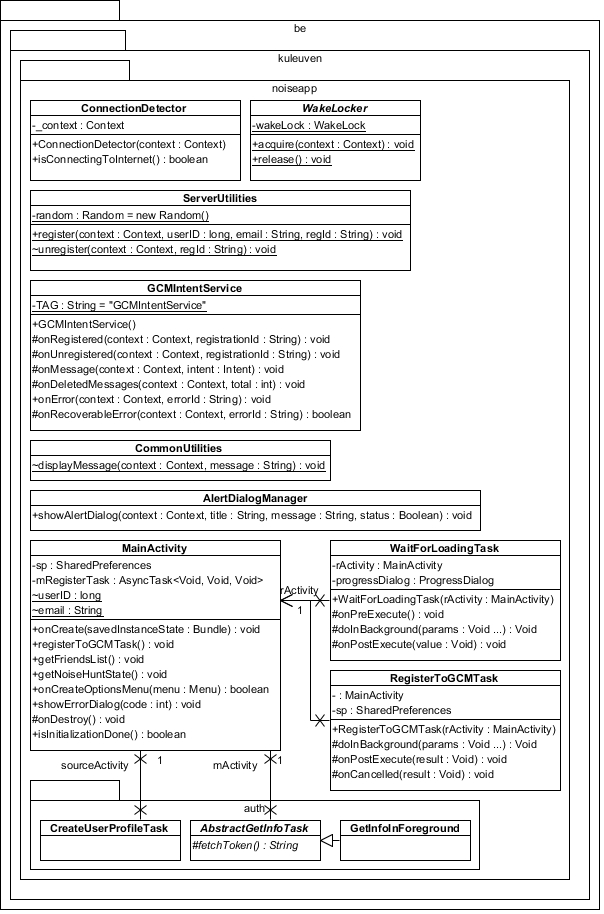 be
kuleuven
noiseapp
ConnectionDetector
-_context : Context
+ConnectionDetector(context : Context)
+isConnectingToInternet() : boolean
WakeLocker
-wakeLock : WakeLock
+acquire(context : Context) : void
+release() : void
ServerUtilities
-random : Random = new Random()
+register(context : Context, userID : long, email : String, regId : String) : void
~unregister(context : Context, regId : String) : void
GCMIntentService
-TAG : String = "GCMIntentService"
+GCMIntentService()
#onRegistered(context : Context, registrationId : String) : void
#onUnregistered(context : Context, registrationId : String) : void
#onMessage(context : Context, intent : Intent) : void
#onDeletedMessages(context : Context, total : int) : void
+onError(context : Context, errorId : String) : void
#onRecoverableError(context : Context, errorId : String) : boolean
CommonUtilities
~displayMessage(context : Context, message : String) : void
AlertDialogManager
+showAlertDialog(context : Context, title : String, message : String, status : Boolean) : void
MainActivity
-sp : SharedPreferences
-mRegisterTask : AsyncTask<Void, Void, Void>
~userID : long
~email : String
+onCreate(savedInstanceState : Bundle) : void
+registerToGCMTask() : void
+getFriendsList() : void
+getNoiseHuntState() : void
+onCreateOptionsMenu(menu : Menu) : boolean
+showErrorDialog(code : int) : void
#onDestroy() : void
+isInitializationDone() : boolean
rActivity
1
WaitForLoadingTask
-rActivity : MainActivity
-progressDialog : ProgressDialog
+WaitForLoadingTask(rActivity : MainActivity)
#onPreExecute() : void
#doInBackground(params : Void ...) : Void
#onPostExecute(value : Void) : void
RegisterToGCMTask
- : MainActivity
-sp : SharedPreferences
+RegisterToGCMTask(rActivity : MainActivity)
#doInBackground(params : Void ...) : Void
#onPostExecute(result : Void) : void
#onCancelled(result : Void) : void
sourceActivity 1
mActivity 1
auth
CreateUserProfileTask
AbstractGetInfoTask
#fetchToken() : String
GetInfoInForeground